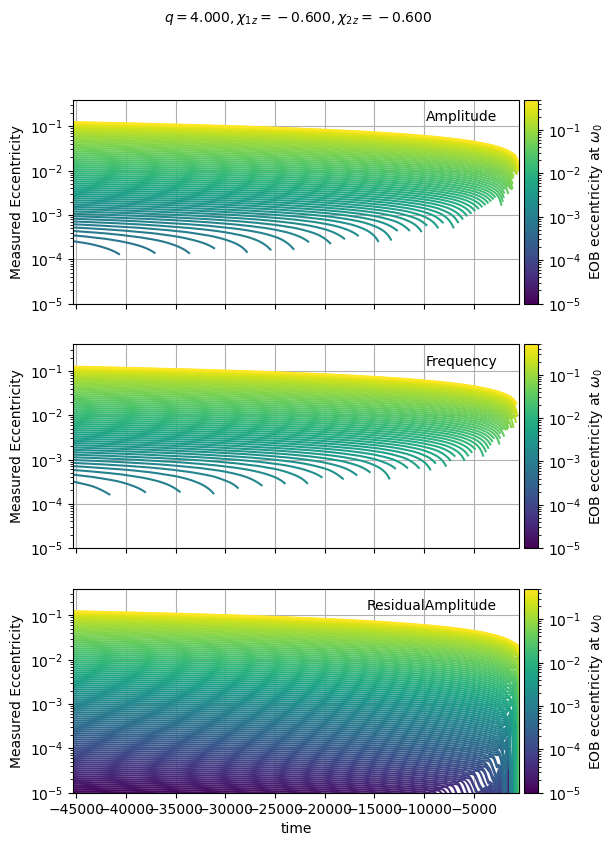 q = 4.000, χ1z = −0.600, χ2z = −0.600
Amplitude
Measured Eccentricity
10⁻¹
10⁻²
10⁻³
10⁻⁴
10⁻⁵
10⁻¹
10⁻²
10⁻³
10⁻⁴
10⁻⁵
EOB eccentricity at ω₀
Frequency
Measured Eccentricity
10⁻¹
10⁻²
10⁻³
10⁻⁴
10⁻⁵
10⁻¹
10⁻²
10⁻³
10⁻⁴
10⁻⁵
EOB eccentricity at ω₀
ResidualAmplitude
Measured Eccentricity
10⁻¹
10⁻²
10⁻³
10⁻⁴
10⁻⁵
10⁻¹
10⁻²
10⁻³
10⁻⁴
10⁻⁵
EOB eccentricity at ω₀
−45000 −40000 −35000 −30000 −25000 −20000 −15000 −10000 −5000
time